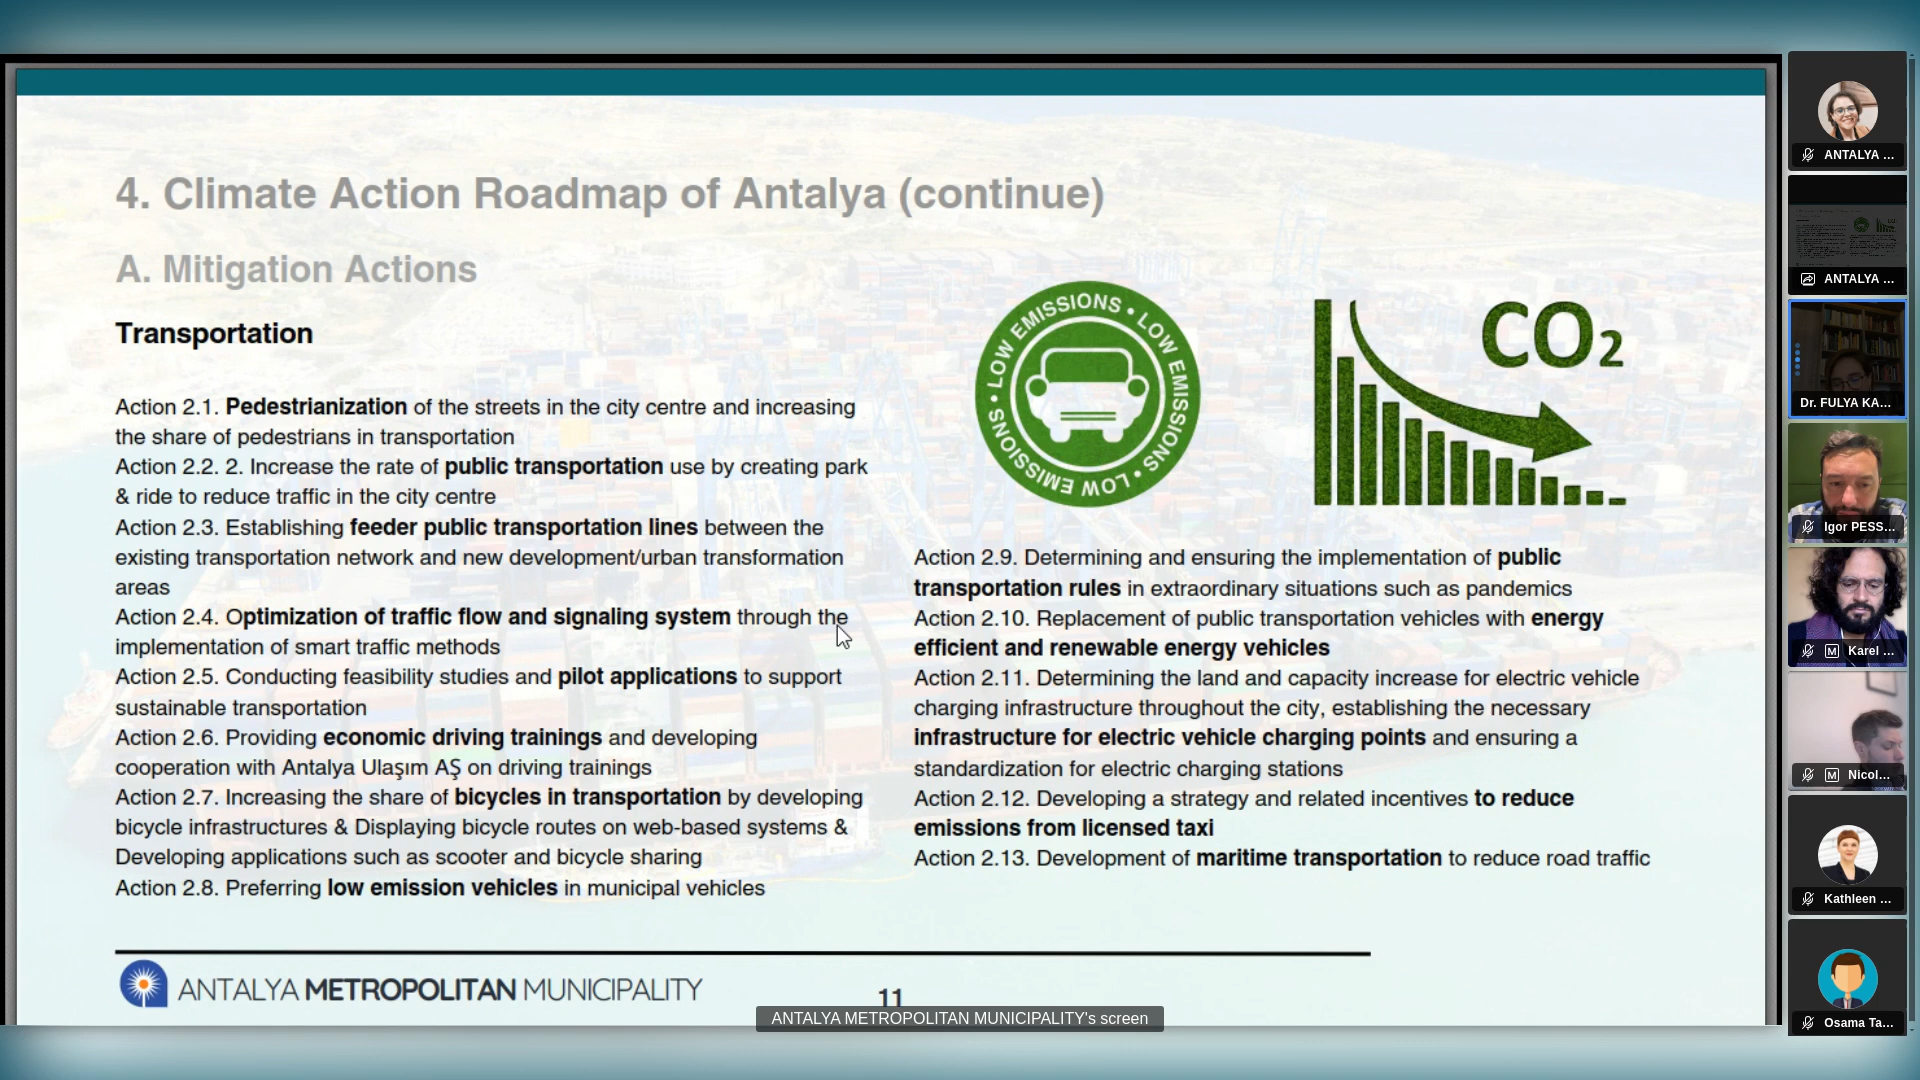 4. Climate Action Roadmap of Antalya (continue)
A. Mitigation Actions
Transportation
Action 2.1. Pedestrianization of the streets in the city centre and increasing
the share of pedestrians in transportation
Action 2.2. 2. Increase the rate of public transportation use by creating park
& ride to reduce traffic in the city centre
Action 2.3. Establishing feeder public transportation lines between the
existing transportation network and new development/urban transformation
areas
Action 2.4. Optimization of traffic flow and signaling system through the
implementation of smart traffic methods
Action 2.5. Conducting feasibility studies and pilot applications to support
sustainable transportation
Action 2.6. Providing economic driving trainings and developing
cooperation with Antalya Ulaşım AŞ on driving trainings
Action 2.7. Increasing the share of bicycles in transportation by developing
bicycle infrastructures & Displaying bicycle routes on web-based systems &
Developing applications such as scooter and bicycle sharing
Action 2.8. Preferring low emission vehicles in municipal vehicles
LOW EMISSIONS • LOW EMISSIONS • LOW EMISSIONS •
CO2
Action 2.9. Determining and ensuring the implementation of public
transportation rules in extraordinary situations such as pandemics
Action 2.10. Replacement of public transportation vehicles with energy
efficient and renewable energy vehicles
Action 2.11. Determining the land and capacity increase for electric vehicle
charging infrastructure throughout the city, establishing the necessary
infrastructure for electric vehicle charging points and ensuring a
standardization for electric charging stations
Action 2.12. Developing a strategy and related incentives to reduce
emissions from licensed taxi
Action 2.13. Development of maritime transportation to reduce road traffic
ANTALYA METROPOLITAN MUNICIPALITY
11
ANTALYA METROPOLITAN MUNICIPALITY's screen
ANTALYA ...
ANTALYA ...
Dr. FULYA KA...
Igor PESS...
M Karel ...
M Nicol...
Kathleen ...
Osama Ta...